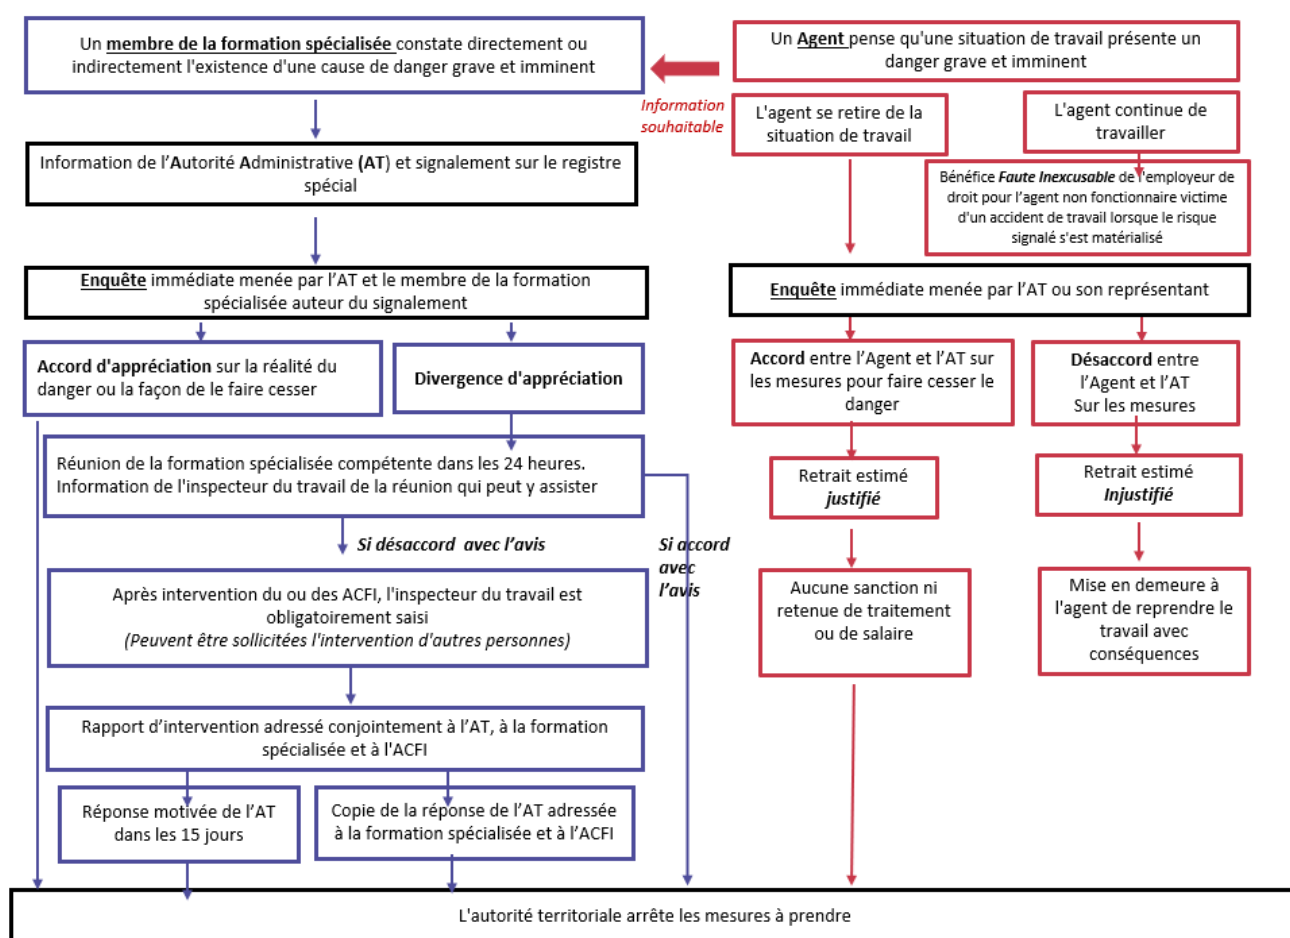 Un membre de la formation spécialisée constate directement ou
indirectement l'existence d'une cause de danger grave et imminent
Un Agent pense qu'une situation de travail présente un
danger grave et imminent
Information
souhaitable
L'agent se retire de la
situation de travail
L'agent continue de
travailler
Information de l'Autorité Administrative (AT) et signalement sur le registre
spécial
Bénéfice Faute Inexcusable de l'employeur de
droit pour l'agent non fonctionnaire victime
d'un accident de travail lorsque le risque
signalé s'est matérialisé
Enquête immédiate menée par l'AT et le membre de la formation
spécialisée auteur du signalement
Enquête immédiate menée par l'AT ou son représentant
Accord d'appréciation sur la réalité du
danger ou la façon de le faire cesser
Divergence d'appréciation
Accord entre l'Agent et l'AT sur
les mesures pour faire cesser le
danger
Désaccord entre
l'Agent et l'AT
Sur les mesures
Réunion de la formation spécialisée compétente dans les 24 heures.
Information de l'inspecteur du travail de la réunion qui peut y assister
Retrait estimé
justifié
Retrait estimé
Injustifié
Si désaccord avec l'avis
Si accord
avec
l'avis
Après intervention du ou des ACFI, l'inspecteur du travail est
obligatoirement saisi
(Peuvent être sollicitées l'intervention d'autres personnes)
Aucune sanction ni
retenue de traitement
ou de salaire
Mise en demeure à
l'agent de reprendre le
travail avec
conséquences
Rapport d'intervention adressé conjointement à l'AT, à la formation
spécialisée et à l'ACFI
Réponse motivée de l'AT
dans les 15 jours
Copie de la réponse de l'AT adressée
à la formation spécialisée et à l'ACFI
L'autorité territoriale arrête les mesures à prendre